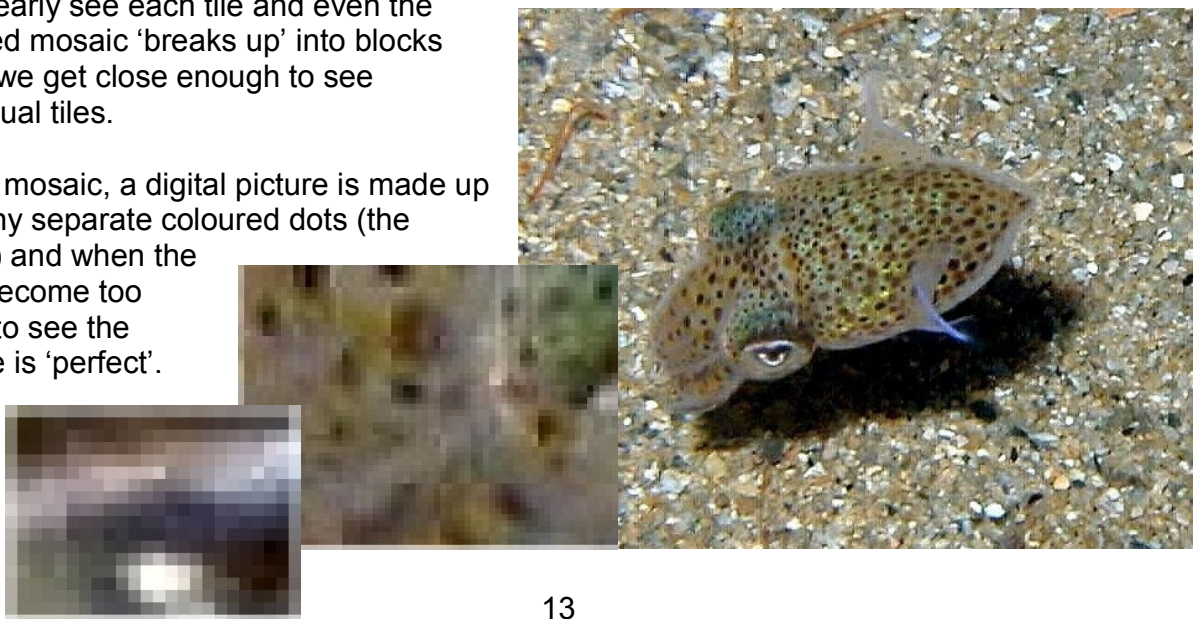 early see each tile and even the
ed mosaic ‘breaks up’ into blocks
we get close enough to see
ual tiles.
mosaic, a digital picture is made up
ny separate coloured dots (the
) and when the
ecome too
to see the
e is ‘perfect’.
13